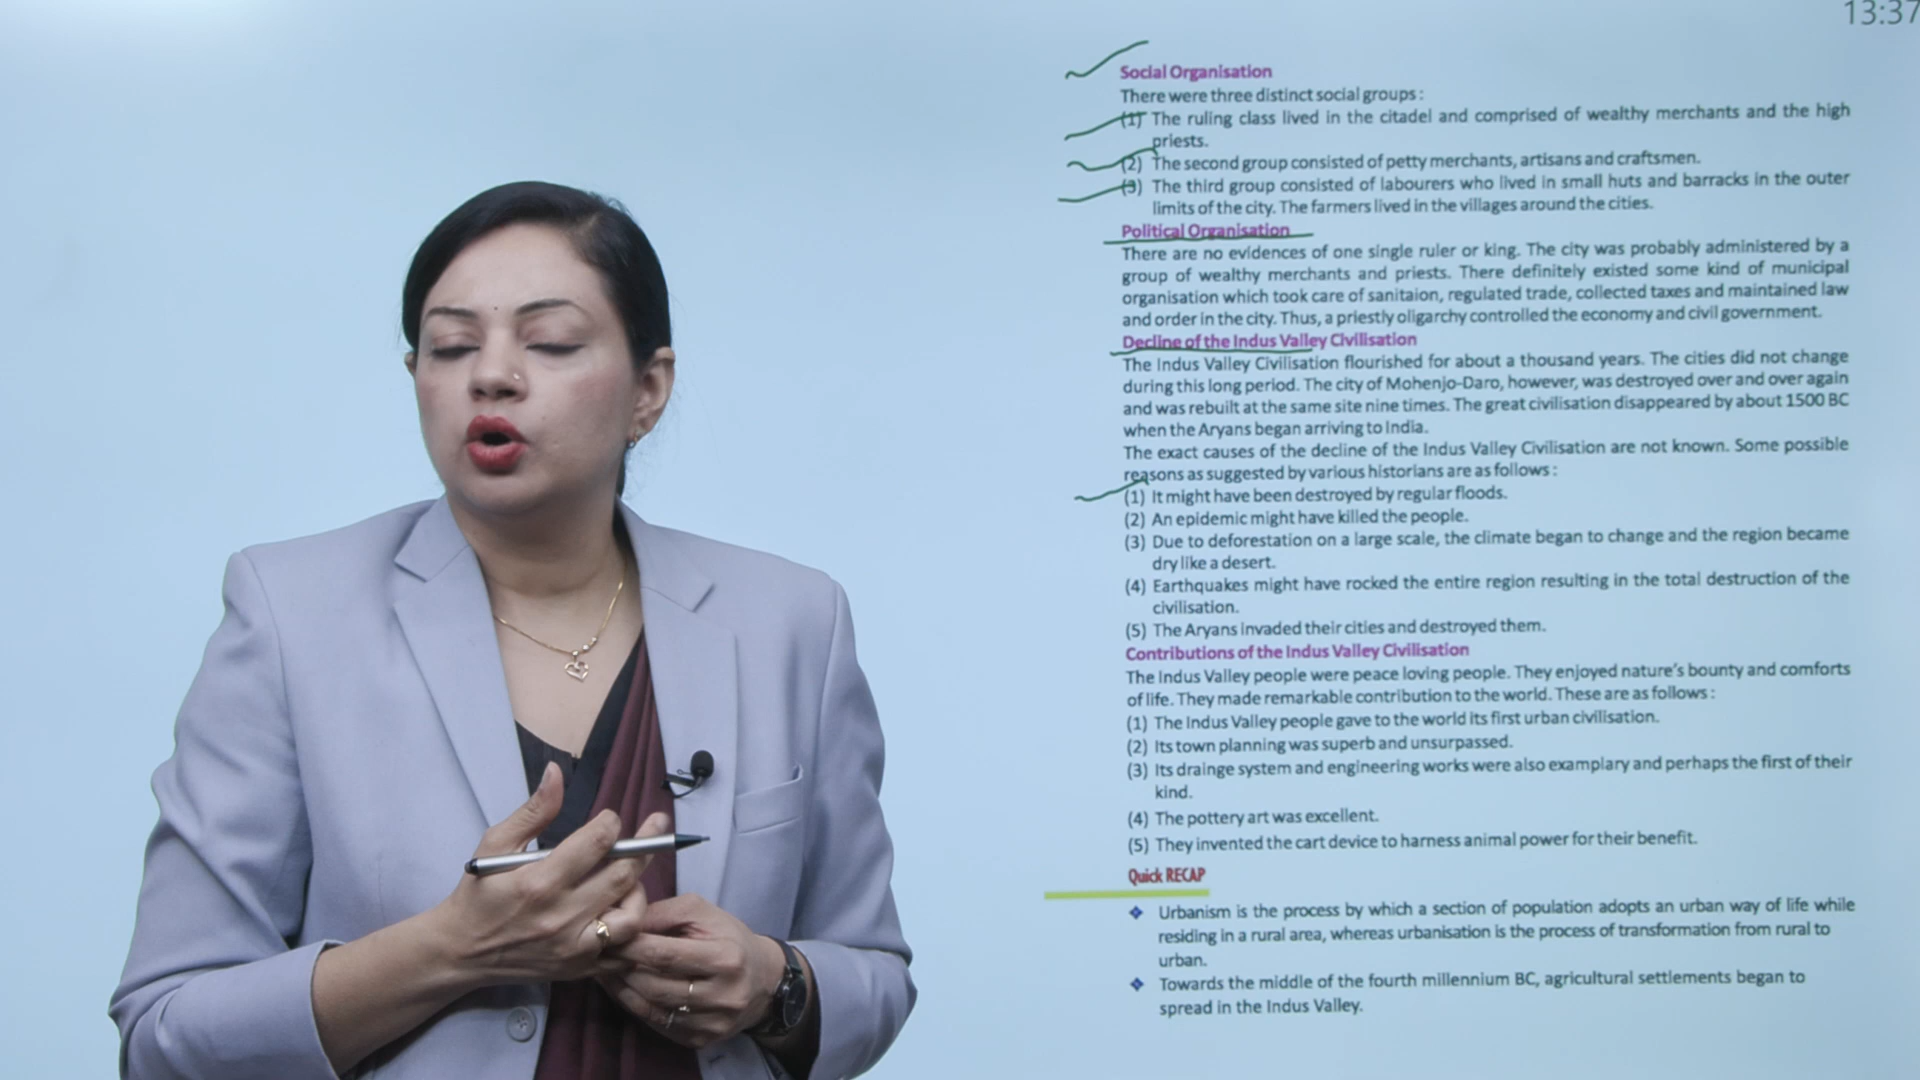 13:37
Social Organisation
There were three distinct social groups :
(1) The ruling class lived in the citadel and comprised of wealthy merchants and the high
priests.
(2) The second group consisted of petty merchants, artisans and craftsmen.
(3) The third group consisted of labourers who lived in small huts and barracks in the outer
limits of the city. The farmers lived in the villages around the cities.
Political Organisation
There are no evidences of one single ruler or king. The city was probably administered by a
group of wealthy merchants and priests. There definitely existed some kind of municipal
organisation which took care of sanitaion, regulated trade, collected taxes and maintained law
and order in the city. Thus, a priestly oligarchy controlled the economy and civil government.
Decline of the Indus Valley Civilisation
The Indus Valley Civilisation flourished for about a thousand years. The cities did not change
during this long period. The city of Mohenjo-Daro, however, was destroyed over and over again
and was rebuilt at the same site nine times. The great civilisation disappeared by about 1500 BC
when the Aryans began arriving to India.
The exact causes of the decline of the Indus Valley Civilisation are not known. Some possible
reasons as suggested by various historians are as follows :
(1) It might have been destroyed by regular floods.
(2) An epidemic might have killed the people.
(3) Due to deforestation on a large scale, the climate began to change and the region became
dry like a desert.
(4) Earthquakes might have rocked the entire region resulting in the total destruction of the
civilisation.
(5) The Aryans invaded their cities and destroyed them.
Contributions of the Indus Valley Civilisation
The Indus Valley people were peace loving people. They enjoyed nature's bounty and comforts
of life. They made remarkable contribution to the world. These are as follows :
(1) The Indus Valley people gave to the world its first urban civilisation.
(2) Its town planning was superb and unsurpassed.
(3) Its drainge system and engineering works were also examplary and perhaps the first of their
kind.
(4) The pottery art was excellent.
(5) They invented the cart device to harness animal power for their benefit.
Quick RECAP
❖ Urbanism is the process by which a section of population adopts an urban way of life while
residing in a rural area, whereas urbanisation is the process of transformation from rural to
urban.
❖ Towards the middle of the fourth millennium BC, agricultural settlements began to
spread in the Indus Valley.